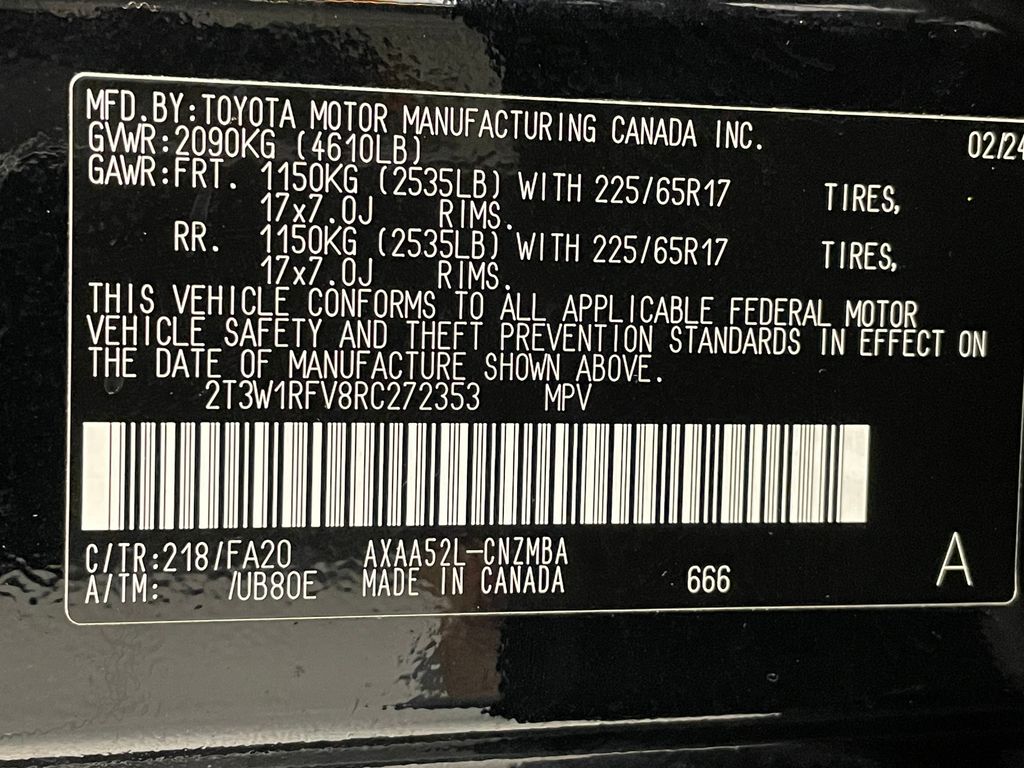 MFD.BY:TOYOTA MOTOR MANUFACTURING CANADA INC. 02/24
GVWR:2090KG (4610LB)
GAWR:FRT. 1150KG (2535LB) WITH 225/65R17 TIRES,
17x7.0J RIMS.
RR. 1150KG (2535LB) WITH 225/65R17 TIRES,
17x7.0J RIMS.
THIS VEHICLE CONFORMS TO ALL APPLICABLE FEDERAL MOTOR
VEHICLE SAFETY AND THEFT PREVENTION STANDARDS IN EFFECT ON
THE DATE OF MANUFACTURE SHOWN ABOVE.
2T3W1RFV8RC272353 MPV
C/TR:218/FA20 AXAA52L-CNZMBA
A/TM: /UB80E MADE IN CANADA 666 A